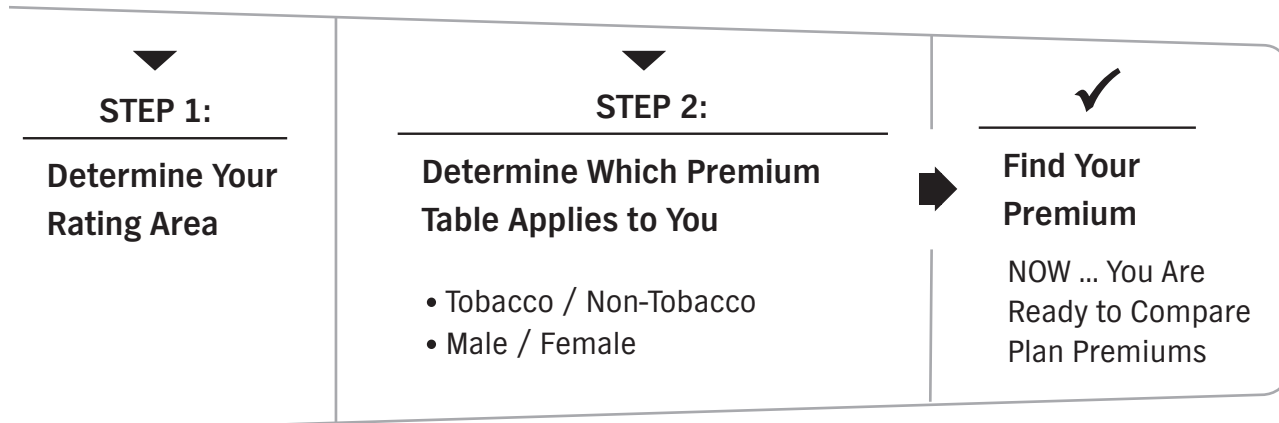 STEP 1:
Determine Your
Rating Area
STEP 2:
Determine Which Premium
Table Applies to You
• Tobacco / Non-Tobacco
• Male / Female
Find Your
Premium
NOW ... You Are
Ready to Compare
Plan Premiums